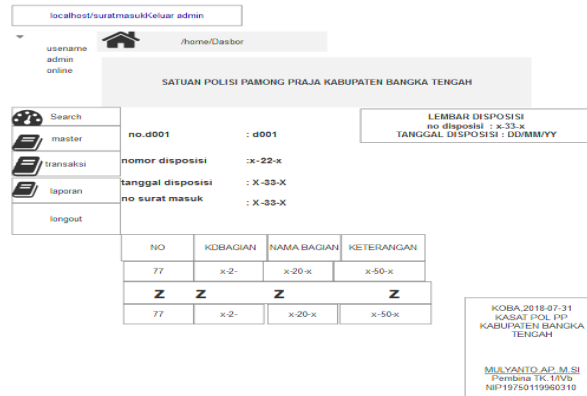 localhost/suratmasukKeluar admin
/home/Dasbor
usename
admin
online
SATUAN POLISI PAMONG PRAJA KABUPATEN BANGKA TENGAH
Search
master
transaksi
laporan
longout
LEMBAR DISPOSISI
no disposisi : x-33-x
TANGGAL DISPOSISI : DD/MM/YY
no.d001 : d001
nomor disposisi :x-22-x
tanggal disposisi : X-33-X
no surat masuk : X-33-X
NO KDBAGIAN NAMA BAGIAN KETERANGAN
77 x-2- x-20-x x-50-x
Z Z Z Z
77 x-2- x-20-x x-50-x
KOBA,2018-07-31
KASAT POL PP
KABUPATEN BANGKA
TENGAH
MULYANTO,AP,.M.SI
Pembina TK.1/IVb
NIP19750119960310